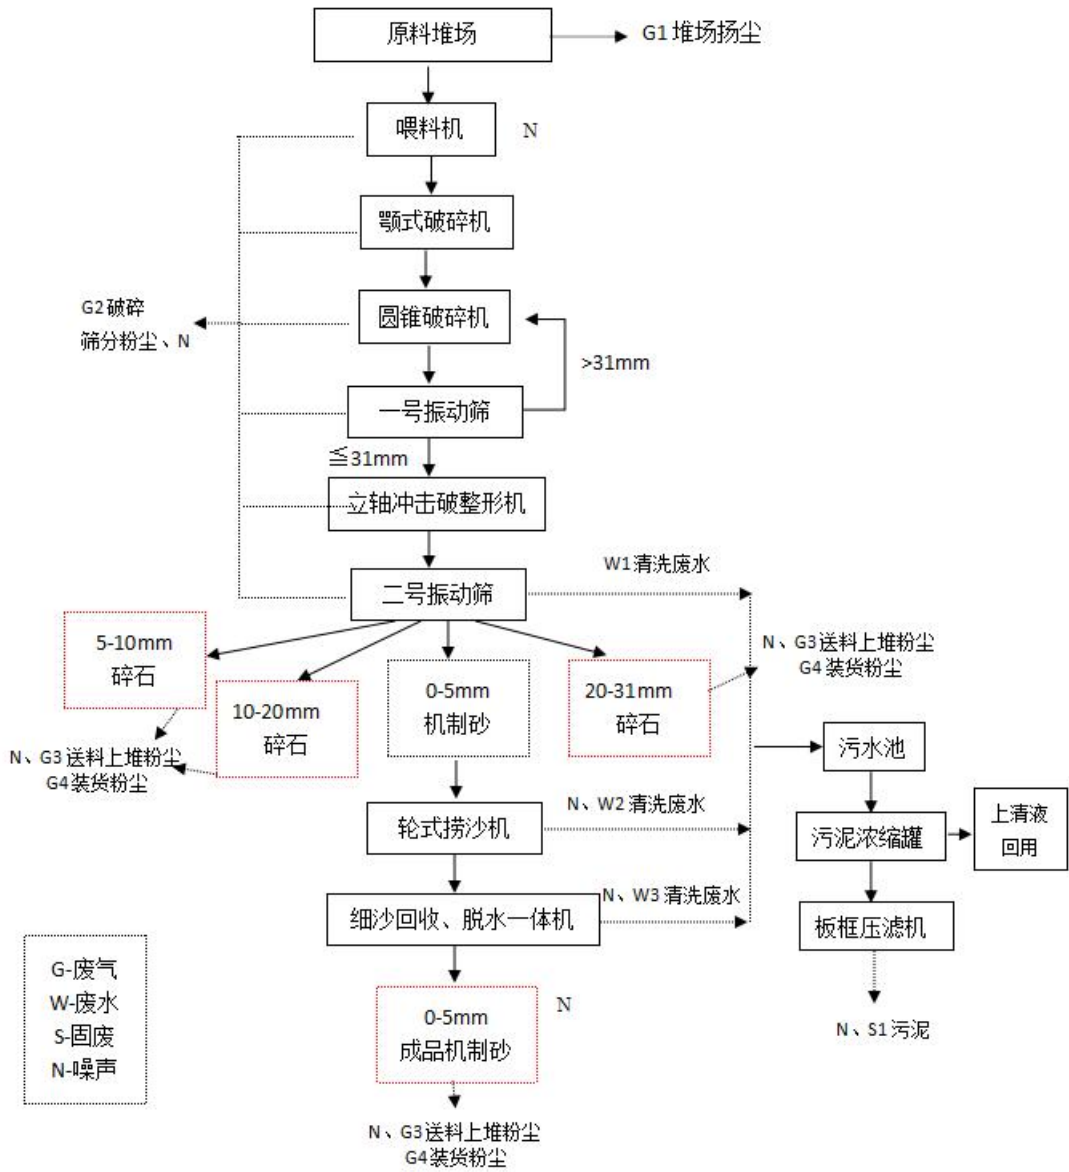 原料堆场
G1 堆场扬尘
喂料机
N
颚式破碎机
G2 破碎
筛分粉尘、N
圆锥破碎机
>31mm
一号振动筛
≦31mm
立轴冲击破整形机
W1 清洗废水
二号振动筛
5-10mm
碎石
10-20mm
碎石
0-5mm
机制砂
20-31mm
碎石
N、G3 送料上堆粉尘
G4 装货粉尘
N、G3 送料上堆粉尘
G4 装货粉尘
污水池
轮式捞沙机
N、W2 清洗废水
污泥浓缩罐
上清液
回用
细沙回收、脱水一体机
N、W3 清洗废水
板框压滤机
G-废气
W-废水
S-固废
N-噪声
0-5mm
成品机制砂
N
N、S1 污泥
N、G3 送料上堆粉尘
G4 装货粉尘